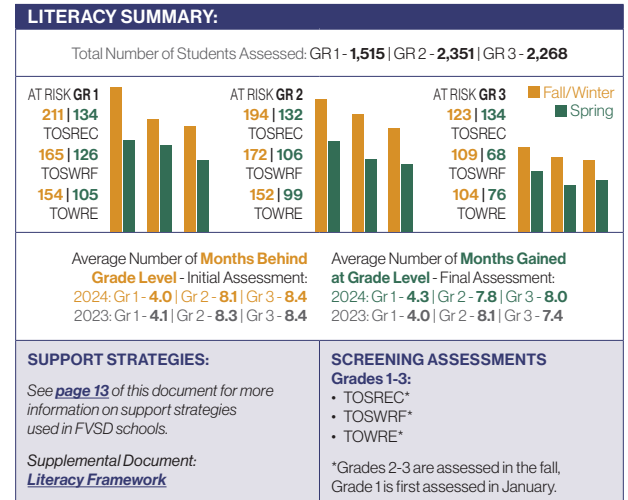 LITERACY SUMMARY:
Total Number of Students Assessed: GR 1 - 1,515 | GR 2 - 2,351 | GR 3 - 2,268
AT RISK GR 1
211 | 134
TOSREC
165 | 126
TOSWRF
154 | 105
TOWRE
AT RISK GR 2
194 | 132
TOSREC
172 | 106
TOSWRF
152 | 99
TOWRE
AT RISK GR 3
123 | 134
TOSREC
109 | 68
TOSWRF
104 | 76
TOWRE
Fall/Winter
Spring
Average Number of Months Behind
Grade Level - Initial Assessment:
2024: Gr 1 - 4.0 | Gr 2 - 8.1 | Gr 3 - 8.4
2023: Gr 1 - 4.1 | Gr 2 - 8.3 | Gr 3 - 8.4
Average Number of Months Gained
at Grade Level - Final Assessment:
2024: Gr 1 - 4.3 | Gr 2 - 7.8 | Gr 3 - 8.0
2023: Gr 1 - 4.0 | Gr 2 - 8.1 | Gr 3 - 7.4
SUPPORT STRATEGIES:
See page 13 of this document for more
information on support strategies
used in FVSD schools.
Supplemental Document:
Literacy Framework
SCREENING ASSESSMENTS
Grades 1-3:
• TOSREC*
• TOSWRF*
• TOWRE*
*Grades 2-3 are assessed in the fall,
Grade 1 is first assessed in January.